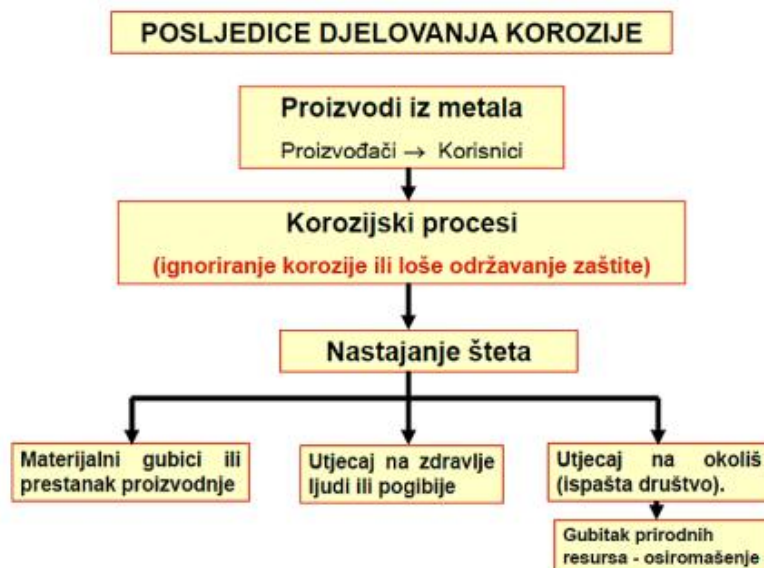 POSLJEDICE DJELOVANJA KOROZIJE
Proizvodi iz metala
Proizvođači → Korisnici
Korozijski procesi
(ignoriranje korozije ili loše održavanje zaštite)
Nastajanje šteta
Materijalni gubici ili
prestanak proizvodnje
Utjecaj na zdravlje
ljudi ili pogibije
Utjecaj na okoliš
(ispašta društvo).
Gubitak prirodnih
resursa - osiromašenje